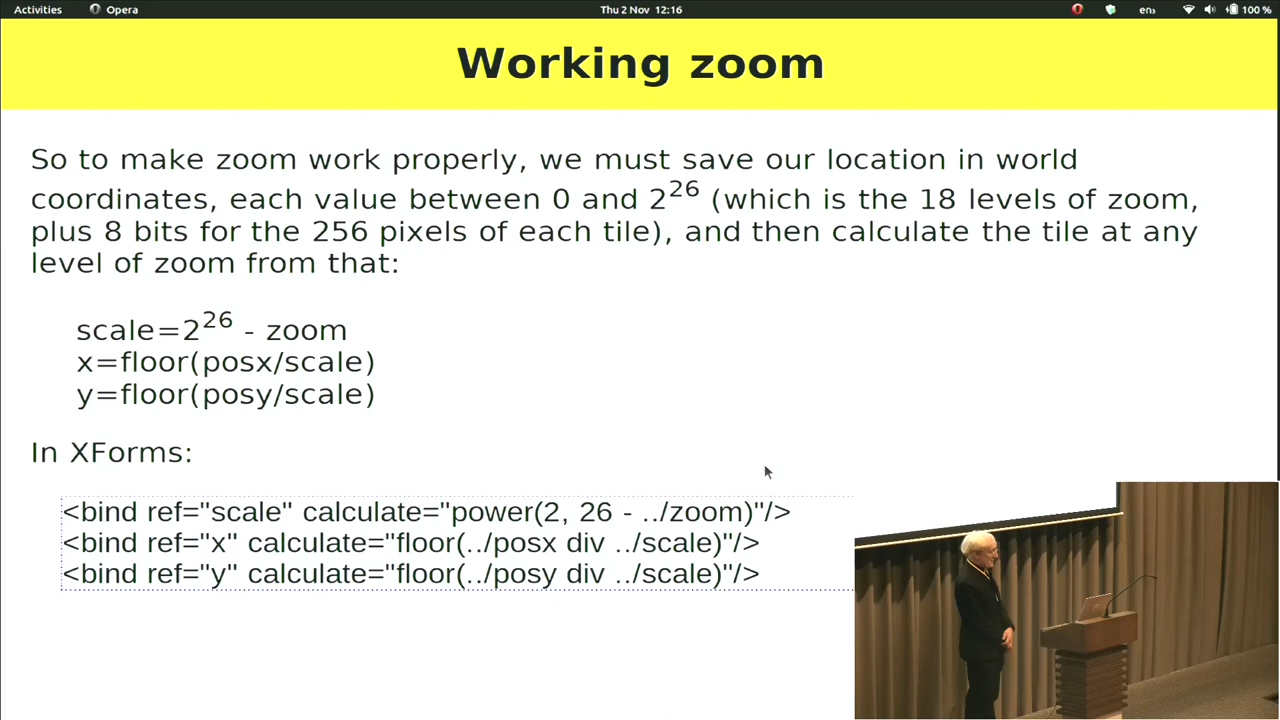 Activities Opera Thu 2 Nov 12:16 en₃ 100 %
Working zoom
So to make zoom work properly, we must save our location in world
coordinates, each value between 0 and 2²⁶ (which is the 18 levels of zoom,
plus 8 bits for the 256 pixels of each tile), and then calculate the tile at any
level of zoom from that:
scale=2²⁶ - zoom
x=floor(posx/scale)
y=floor(posy/scale)
In XForms:
<bind ref="scale" calculate="power(2, 26 - ../zoom)"/>
<bind ref="x" calculate="floor(../posx div ../scale)"/>
<bind ref="y" calculate="floor(../posy div ../scale)"/>